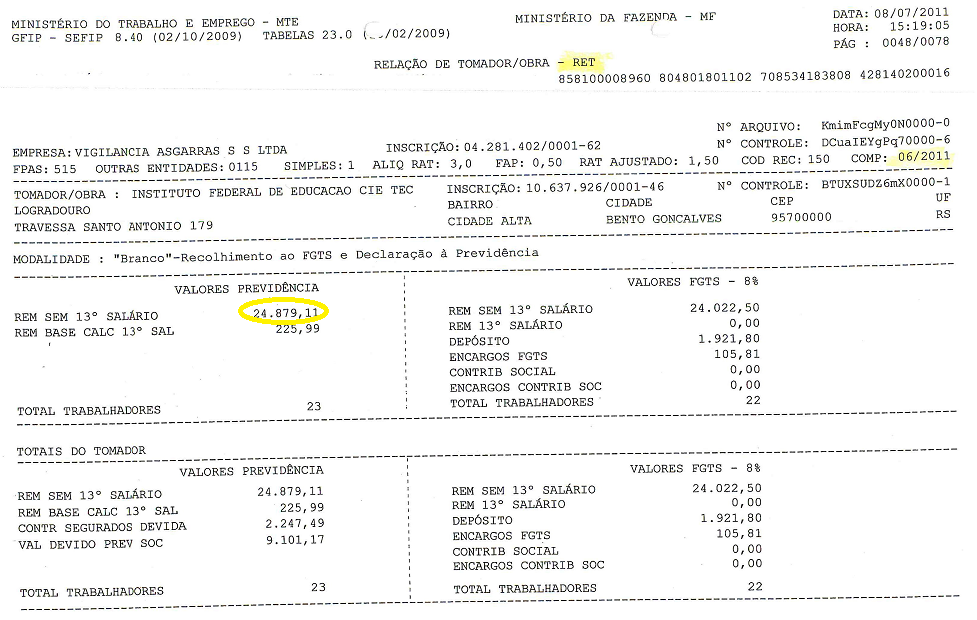 MINISTÉRIO DO TRABALHO E EMPREGO - MTE MINISTÉRIO DA FAZENDA - MF DATA: 08/07/2011
GFIP - SEFIP 8.40 (02/10/2009) TABELAS 23.0 ( /02/2009) HORA: 15:19:05
PÁG : 0048/0078
RELAÇÃO DE TOMADOR/OBRA - RET
858100008960 804801801102 708534183808 428140200016
Nº ARQUIVO: KmimFcgMy0N0000-0
EMPRESA: VIGILANCIA ASGARRAS S S LTDA INSCRIÇÃO: 04.281.402/0001-62 Nº CONTROLE: DCuaIEYgPq70000-6
FPAS: 515 OUTRAS ENTIDADES: 0115 SIMPLES: 1 ALIQ RAT: 3,0 FAP: 0,50 RAT AJUSTADO: 1,50 COD REC: 150 COMP: 06/2011
TOMADOR/OBRA : INSTITUTO FEDERAL DE EDUCACAO CIE TEC INSCRIÇÃO: 10.637.926/0001-46 Nº CONTROLE: BTUXSUDZ6mX0000-1
LOGRADOURO BAIRRO CIDADE CEP UF
TRAVESSA SANTO ANTONIO 179 CIDADE ALTA BENTO GONCALVES 95700000 RS
MODALIDADE : "Branco"-Recolhimento ao FGTS e Declaração à Previdência
VALORES PREVIDÊNCIA VALORES FGTS - 8%
REM SEM 13º SALÁRIO 24.879,11 REM SEM 13º SALÁRIO 24.022,50
REM BASE CALC 13º SAL 225,99 REM 13º SALÁRIO 0,00
DEPÓSITO 1.921,80
ENCARGOS FGTS 105,81
CONTRIB SOCIAL 0,00
ENCARGOS CONTRIB SOC 0,00
TOTAL TRABALHADORES 23 TOTAL TRABALHADORES 22
TOTAIS DO TOMADOR
VALORES PREVIDÊNCIA VALORES FGTS - 8%
REM SEM 13º SALÁRIO 24.879,11 REM SEM 13º SALÁRIO 24.022,50
REM BASE CALC 13º SAL 225,99 REM 13º SALÁRIO 0,00
CONTR SEGURADOS DEVIDA 2.247,49 DEPÓSITO 1.921,80
VAL DEVIDO PREV SOC 9.101,17 ENCARGOS FGTS 105,81
CONTRIB SOCIAL 0,00
ENCARGOS CONTRIB SOC 0,00
TOTAL TRABALHADORES 23 TOTAL TRABALHADORES 22